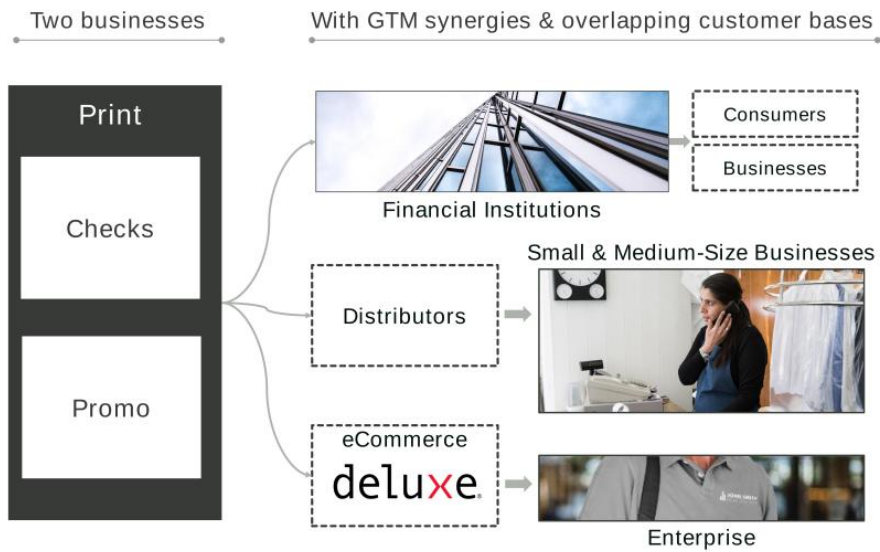 Two businesses
With GTM synergies & overlapping customer bases
Print
Checks
Promo
Financial Institutions
Consumers
Businesses
Distributors
Small & Medium-Size Businesses
eCommerce
deluxe
Enterprise